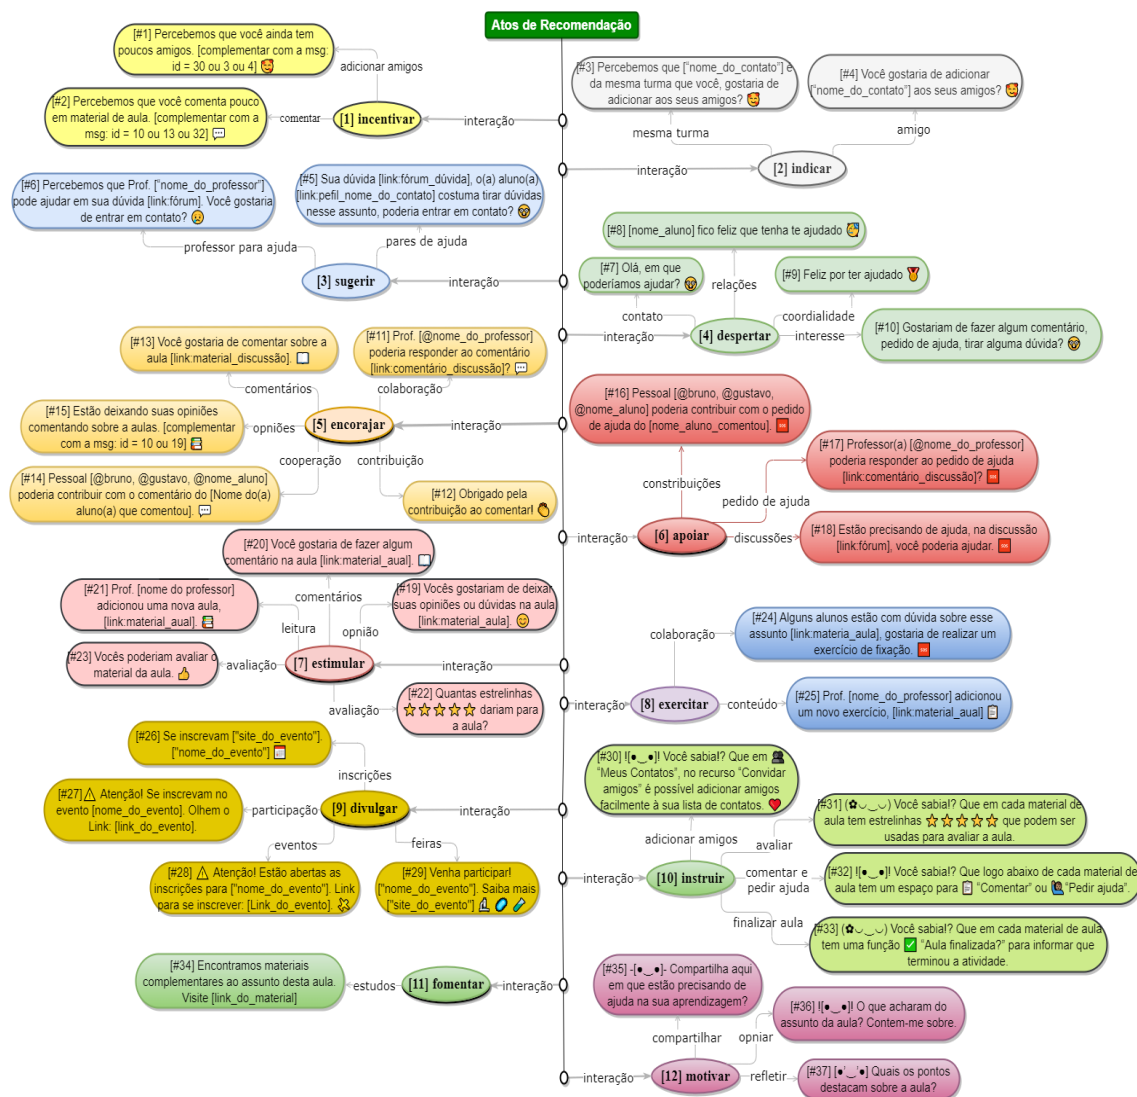 Atos de Recomendação
[#1] Percebemos que você ainda tem
poucos amigos. [complementar com a msg:
id = 30 ou 3 ou 4] 🥰
adicionar amigos
[#2] Percebemos que você comenta pouco
em material de aula. [complementar com a
msg: id = 10 ou 13 ou 32] 💬
comentar
[1] incentivar
interação
[#3] Percebemos que ["nome_do_contato"] é
da mesma turma que você, gostaria de
adicionar aos seus amigos? 🥰
[#4] Você gostaria de adicionar
["nome_do_contato"] aos seus amigos? 🥰
mesma turma
amigo
interação
[2] indicar
[#6] Percebemos que Prof. ["nome_do_professor"]
pode ajudar em sua dúvida [link:fórum]. Você gostaria
de entrar em contato? 😥
[#5] Sua dúvida [link:fórum_dúvida], o(a) aluno(a)
[link:pefil_nome_do_contato] costuma tirar dúvidas
nesse assunto, poderia entrar em contato? 🤓
professor para ajuda
pares de ajuda
[3] sugerir
interação
[#8] [nome_aluno] fico feliz que tenha te ajudado 🥳
[#7] Olá, em que
poderíamos ajudar? 🤓
[#9] Feliz por ter ajudado 🏅
relações
contato
coordialidade
interação
[4] despertar
interesse
[#10] Gostariam de fazer algum comentário,
pedido de ajuda, tirar alguma dúvida? 🤓
[#13] Você gostaria de comentar sobre a
aula [link:material_discussão]. 📖
[#11] Prof. [@nome_do_professor]
poderia responder ao comentário
[link:comentário_discussão]? 💬
comentários
colaboração
[#15] Estão deixando suas opiniões
comentando sobre a aulas. [complementar
com a msg: id = 10 ou 19] 📚
opniões
[5] encorajar
interação
cooperação
contribuição
[#14] Pessoal [@bruno, @gustavo, @nome_aluno]
poderia contribuir com o comentário do [Nome do(a)
aluno(a) que comentou]. 💬
[#12] Obrigado pela
contribuição ao comentar! 👏
[#16] Pessoal [@bruno, @gustavo,
@nome_aluno] poderia contribuir com o pedido
de ajuda do [nome_aluno_comentou]. 🆘
[#17] Professor(a) [@nome_do_professor]
poderia responder ao pedido de ajuda
[link:comentário_discussão]? 🆘
constribuições
pedido de ajuda
interação
[6] apoiar
discussões
[#18] Estão precisando de ajuda, na discussão
[link:fórum], você poderia ajudar. 🆘
[#20] Você gostaria de fazer algum
comentário na aula [link:material_aual]. 📖
[#21] Prof. [nome do professor]
adicionou uma nova aula,
[link:material_aual]. 📚
[#19] Vocês gostariam de deixar
suas opiniões ou dúvidas na aula
[link:material_aula]. 😊
comentários
leitura
opnião
[#23] Vocês poderiam avaliar o
material da aula. 👍
avaliação
[7] estimular
interação
avaliação
[#22] Quantas estrelinhas
⭐⭐⭐⭐⭐ dariam para
a aula?
[#24] Alguns alunos estão com dúvida sobre esse
assunto [link:materia_aula], gostaria de realizar um
exercício de fixação. 🆘
colaboração
interação
[8] exercitar
conteúdo
[#25] Prof. [nome_do_professor] adicionou
um novo exercício, [link:material_aual] 📋
[#26] Se inscrevam ["site_do_evento"].
["nome_do_evento"] 📅
inscrições
[#27]⚠ Atenção! Se inscrevam no
evento [nome_do_evento]. Olhem o
Link: [link_do_evento].
participação
[9] divulgar
interação
eventos
feiras
[#28] ⚠ Atenção! Estão abertas as
inscrições para ["nome_do_evento"]. Link
para se inscrever: [Link_do_evento].
[#29] Venha participar!
["nome_do_evento"]. Saiba mais
["site_do_evento"]
[#30] ![●‿●]! Você sabia!? Que em 👥
"Meus Contatos", no recurso "Convidar
amigos" é possível adicionar amigos
facilmente à sua lista de contatos. ❤
adicionar amigos
[#31] (✿◡‿◡) Você sabia!? Que em cada material de
aula tem estrelinhas ⭐⭐⭐⭐⭐ que podem ser
usadas para avaliar a aula.
avaliar
interação
[10] instruir
comentar e
pedir ajuda
[#32] ![●‿●]! Você sabia!? Que logo abaixo de cada material de
aula tem um espaço para 📋 "Comentar" ou 🙋"Pedir ajuda".
finalizar aula
[#33] (✿◡‿◡) Você sabia!? Que em cada material de aula
tem uma função ✅ "Aula finalizada?" para informar que
terminou a atividade.
[#34] Encontramos materiais
complementares ao assunto desta aula.
Visite [link_do_material]
estudos
[11] fomentar
interação
[#35] -[●‿●]- Compartilha aqui
em que estão precisando de
ajuda na sua aprendizagem?
[#36] ![●‿●]! O que acharam do
assunto da aula? Contem-me sobre.
compartilhar
opniar
interação
[12] motivar
refletir
[#37] [●'‿'●] Quais os pontos
destacam sobre a aula?